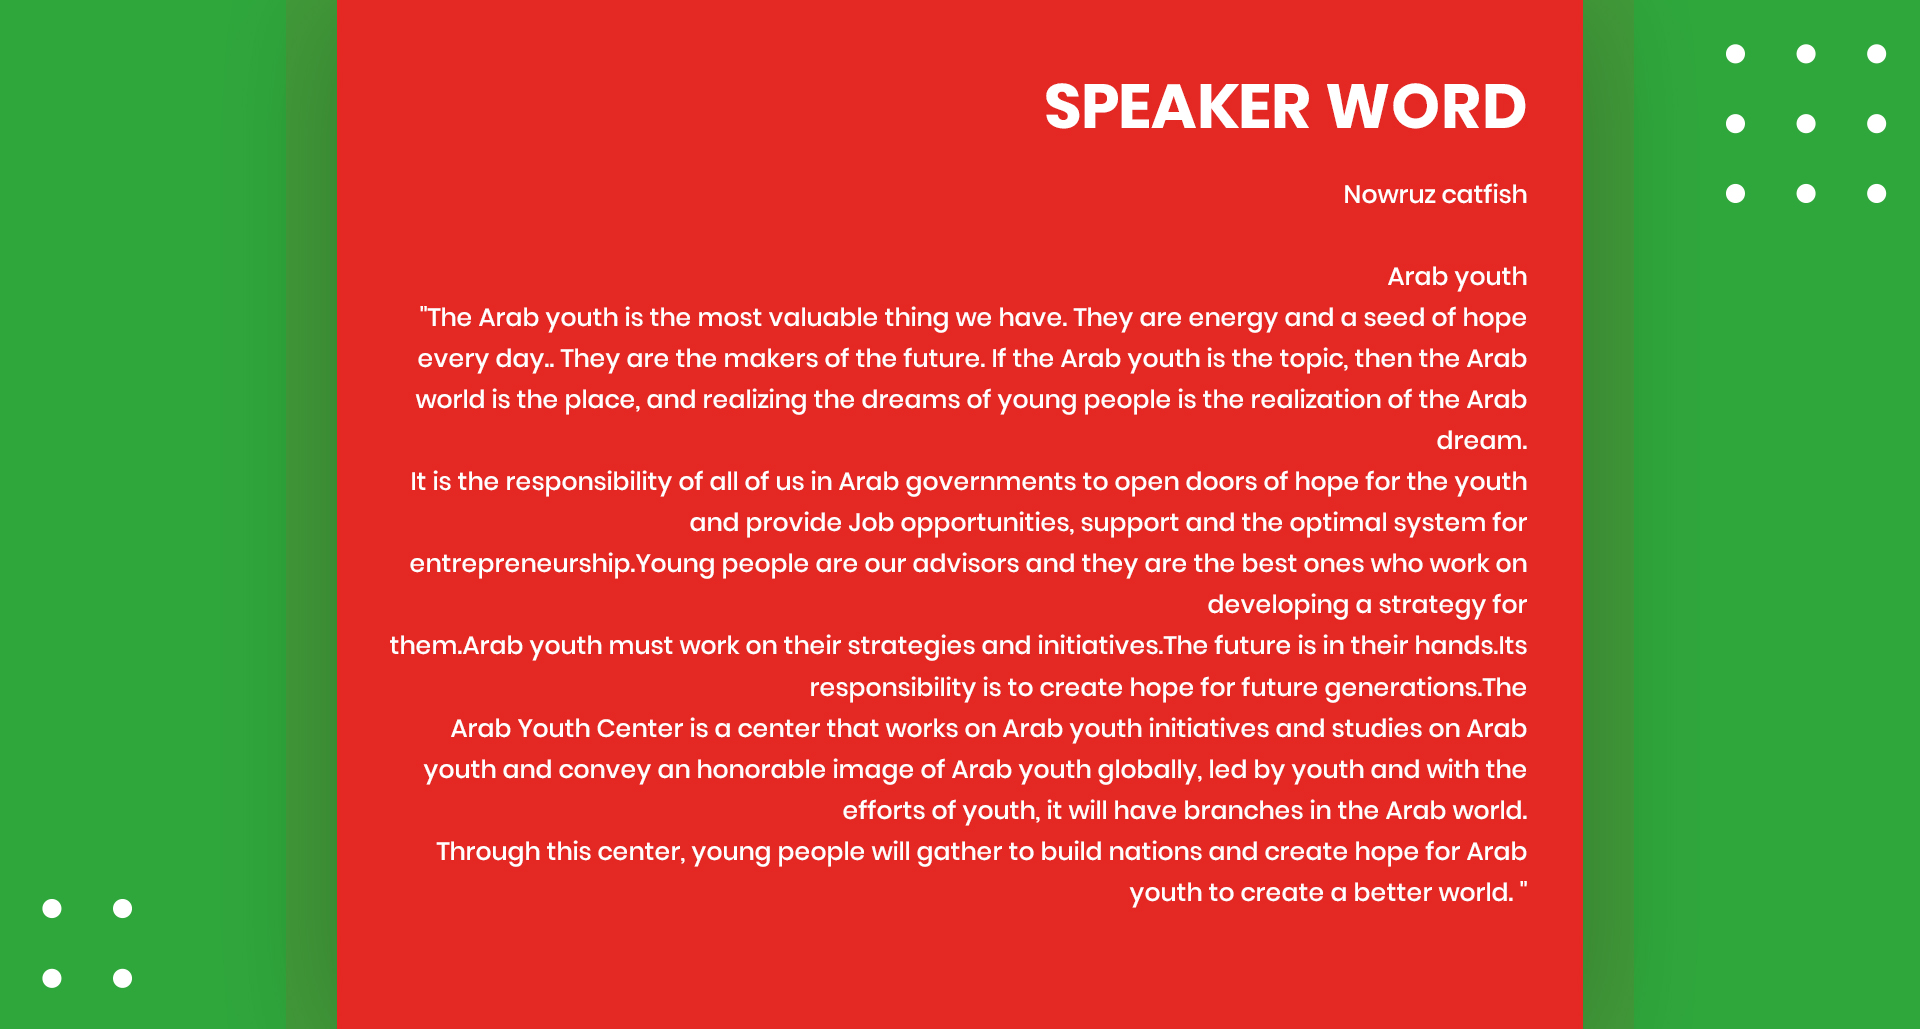 SPEAKER WORD
Nowruz catfish
Arab youth
"The Arab youth is the most valuable thing we have. They are energy and a seed of hope
every day.. They are the makers of the future. If the Arab youth is the topic, then the Arab
world is the place, and realizing the dreams of young people is the realization of the Arab
dream.
It is the responsibility of all of us in Arab governments to open doors of hope for the youth
and provide Job opportunities, support and the optimal system for
entrepreneurship.Young people are our advisors and they are the best ones who work on
developing a strategy for
them.Arab youth must work on their strategies and initiatives.The future is in their hands.Its
responsibility is to create hope for future generations.The
Arab Youth Center is a center that works on Arab youth initiatives and studies on Arab
youth and convey an honorable image of Arab youth globally, led by youth and with the
efforts of youth, it will have branches in the Arab world.
Through this center, young people will gather to build nations and create hope for Arab
youth to create a better world. "